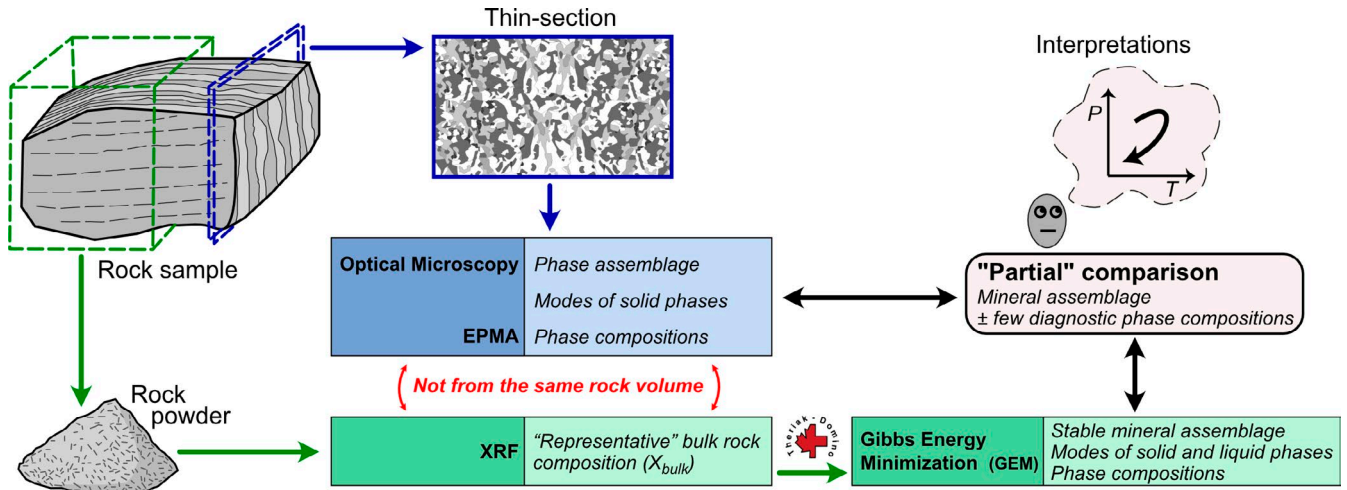 Thin-section
Interpretations
P
T
Rock sample
Optical Microscopy
Phase assemblage
Modes of solid phases
EPMA
Phase compositions
"Partial" comparison
Mineral assemblage
± few diagnostic phase compositions
Not from the same rock volume
Rock
powder
XRF
“Representative” bulk rock
composition (Xbulk)
Theriak-Domino
Gibbs Energy
Minimization (GEM)
Stable mineral assemblage
Modes of solid and liquid phases
Phase compositions